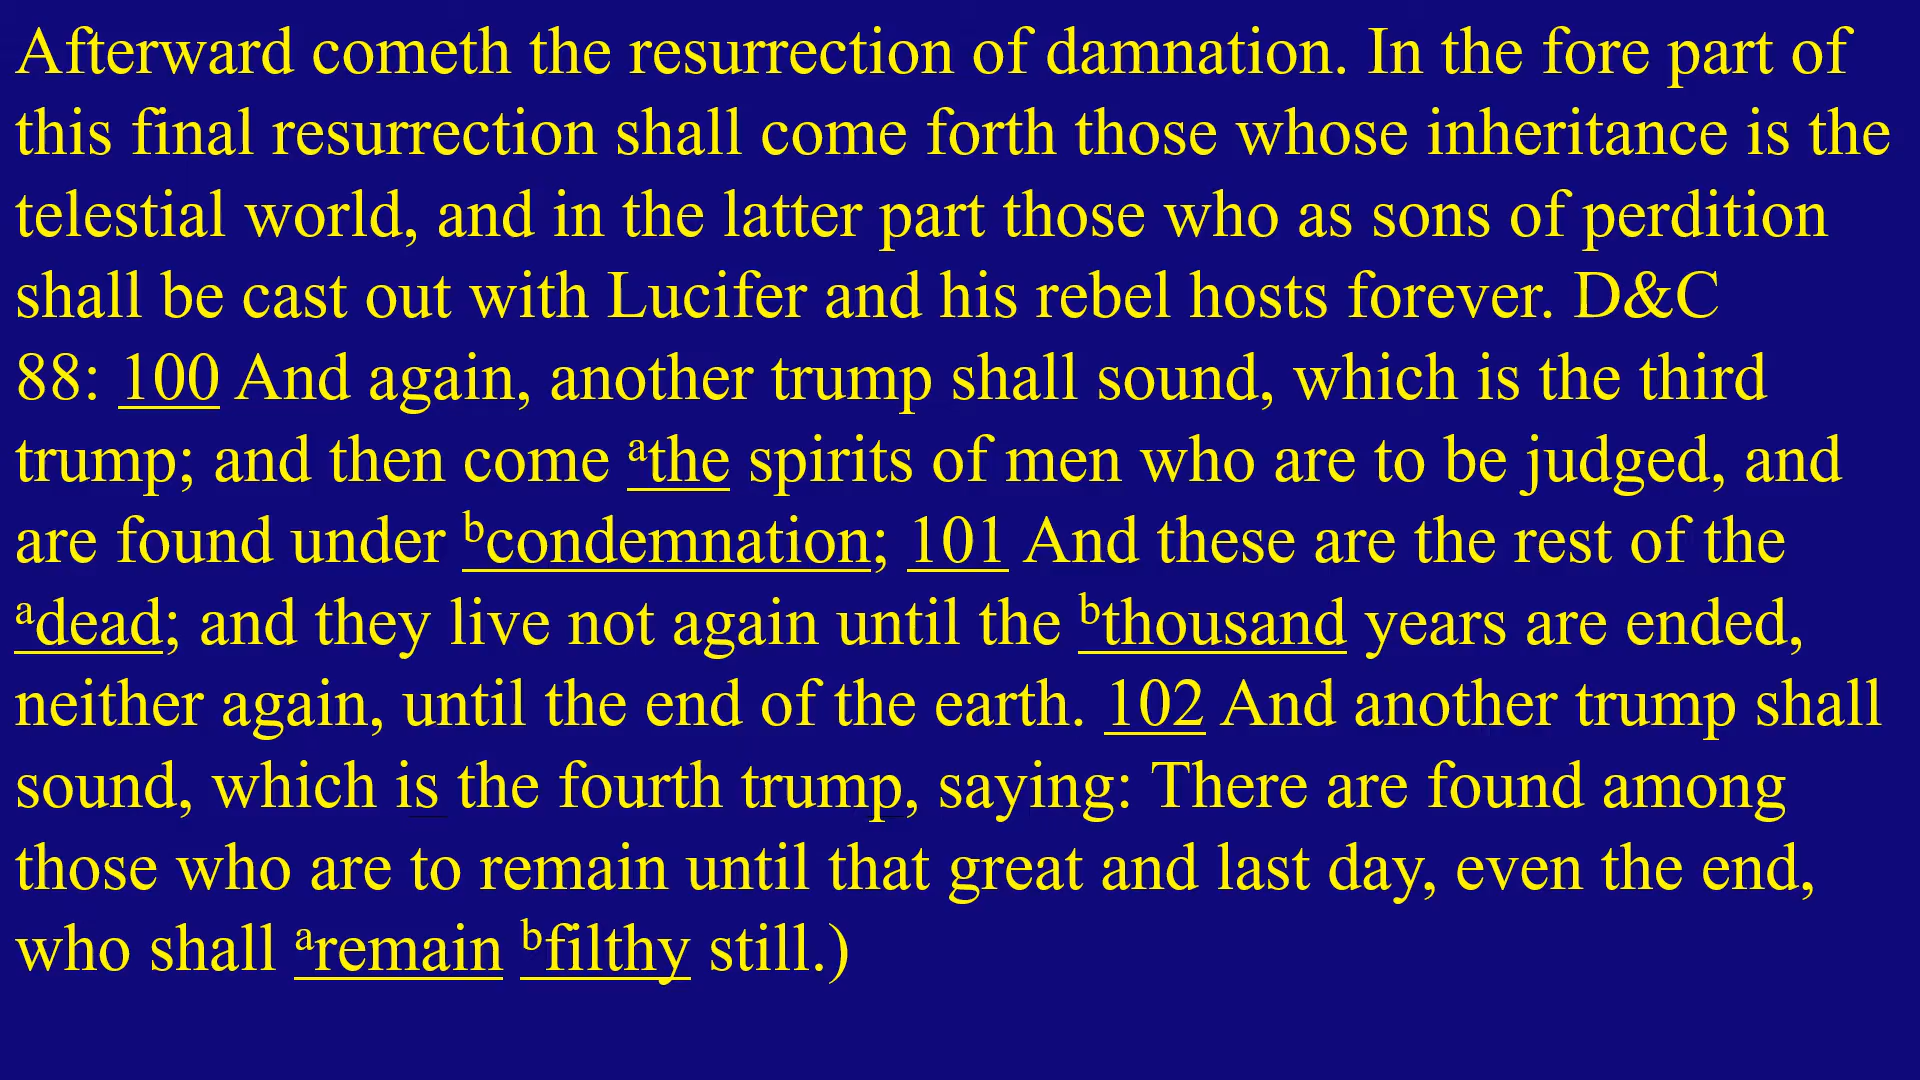 Afterward cometh the resurrection of damnation. In the fore part of
this final resurrection shall come forth those whose inheritance is the
telestial world, and in the latter part those who as sons of perdition
shall be cast out with Lucifer and his rebel hosts forever. D&C
88: 100 And again, another trump shall sound, which is the third
trump; and then come athe spirits of men who are to be judged, and
are found under bcondemnation; 101 And these are the rest of the
adead; and they live not again until the bthousand years are ended,
neither again, until the end of the earth. 102 And another trump shall
sound, which is the fourth trump, saying: There are found among
those who are to remain until that great and last day, even the end,
who shall aremain bfilthy still.)